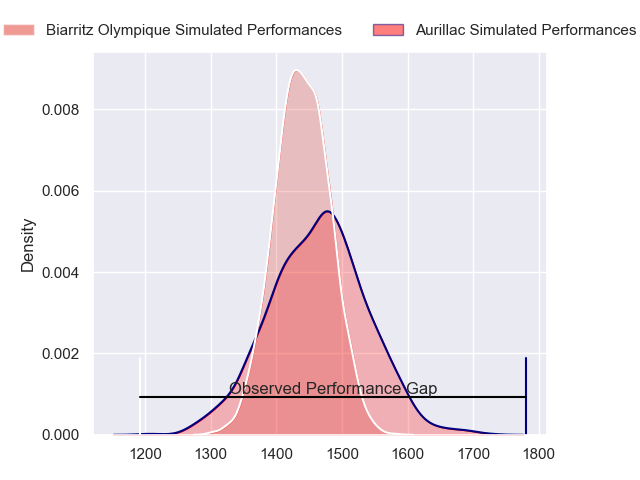 Biarritz Olympique Simulated Performances
Aurillac Simulated Performances
0.008
0.006
0.004
0.002
0.000
Density
Observed Performance Gap
1200 1300 1400 1500 1600 1700 1800